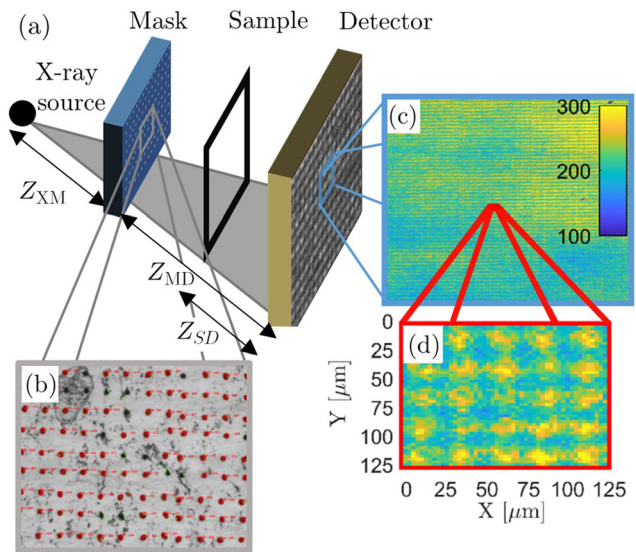 (a)
Mask
Sample
Detector
X-ray
source
Z_XM
Z_MD
Z_SD
(b)
(c)
300
200
100
(d)
0
25
50
75
100
125
Y [μm]
0 25 50 75 100 125
X [μm]